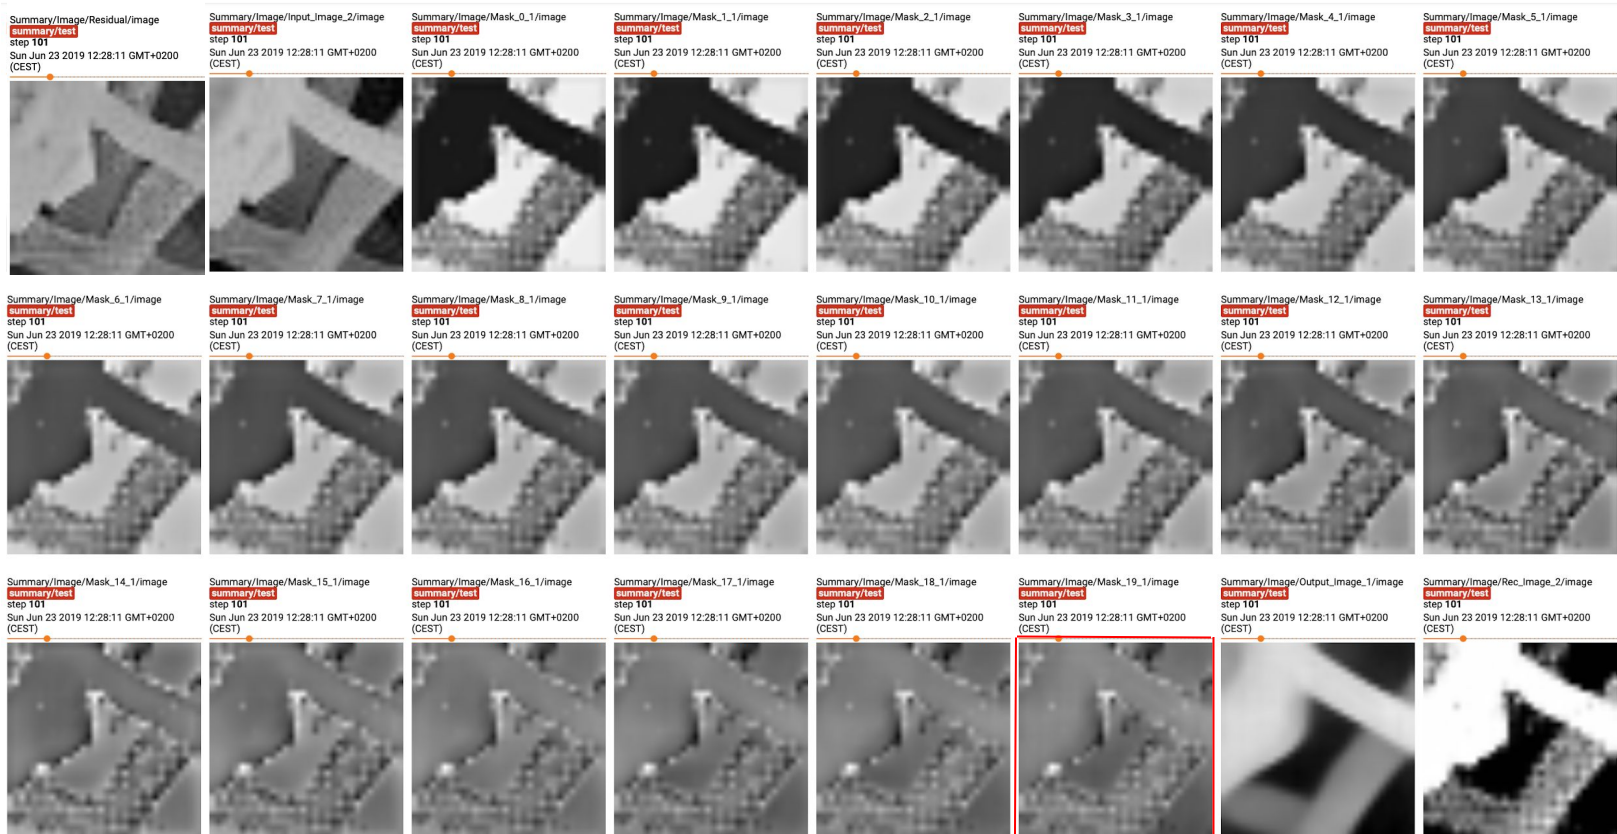 Summary/Image/Residual/image
summary/test
step 101
Sun Jun 23 2019 12:28:11 GMT+0200
(CEST)
Summary/Image/Input_Image_2/image
summary/test
step 101
Sun Jun 23 2019 12:28:11 GMT+0200
(CEST)
Summary/Image/Mask_0_1/image
summary/test
step 101
Sun Jun 23 2019 12:28:11 GMT+0200
(CEST)
Summary/Image/Mask_1_1/image
summary/test
step 101
Sun Jun 23 2019 12:28:11 GMT+0200
(CEST)
Summary/Image/Mask_2_1/image
summary/test
step 101
Sun Jun 23 2019 12:28:11 GMT+0200
(CEST)
Summary/Image/Mask_3_1/image
summary/test
step 101
Sun Jun 23 2019 12:28:11 GMT+0200
(CEST)
Summary/Image/Mask_4_1/image
summary/test
step 101
Sun Jun 23 2019 12:28:11 GMT+0200
(CEST)
Summary/Image/Mask_5_1/image
summary/test
step 101
Sun Jun 23 2019 12:28:11 GMT+0200
(CEST)
Summary/Image/Mask_6_1/image
summary/test
step 101
Sun Jun 23 2019 12:28:11 GMT+0200
(CEST)
Summary/Image/Mask_7_1/image
summary/test
step 101
Sun Jun 23 2019 12:28:11 GMT+0200
(CEST)
Summary/Image/Mask_8_1/image
summary/test
step 101
Sun Jun 23 2019 12:28:11 GMT+0200
(CEST)
Summary/Image/Mask_9_1/image
summary/test
step 101
Sun Jun 23 2019 12:28:11 GMT+0200
(CEST)
Summary/Image/Mask_10_1/image
summary/test
step 101
Sun Jun 23 2019 12:28:11 GMT+0200
(CEST)
Summary/Image/Mask_11_1/image
summary/test
step 101
Sun Jun 23 2019 12:28:11 GMT+0200
(CEST)
Summary/Image/Mask_12_1/image
summary/test
step 101
Sun Jun 23 2019 12:28:11 GMT+0200
(CEST)
Summary/Image/Mask_13_1/image
summary/test
step 101
Sun Jun 23 2019 12:28:11 GMT+0200
(CEST)
Summary/Image/Mask_14_1/image
summary/test
step 101
Sun Jun 23 2019 12:28:11 GMT+0200
(CEST)
Summary/Image/Mask_15_1/image
summary/test
step 101
Sun Jun 23 2019 12:28:11 GMT+0200
(CEST)
Summary/Image/Mask_16_1/image
summary/test
step 101
Sun Jun 23 2019 12:28:11 GMT+0200
(CEST)
Summary/Image/Mask_17_1/image
summary/test
step 101
Sun Jun 23 2019 12:28:11 GMT+0200
(CEST)
Summary/Image/Mask_18_1/image
summary/test
step 101
Sun Jun 23 2019 12:28:11 GMT+0200
(CEST)
Summary/Image/Mask_19_1/image
summary/test
step 101
Sun Jun 23 2019 12:28:11 GMT+0200
(CEST)
Summary/Image/Output_Image_1/image
summary/test
step 101
Sun Jun 23 2019 12:28:11 GMT+0200
(CEST)
Summary/Image/Rec_Image_2/image
summary/test
step 101
Sun Jun 23 2019 12:28:11 GMT+0200
(CEST)